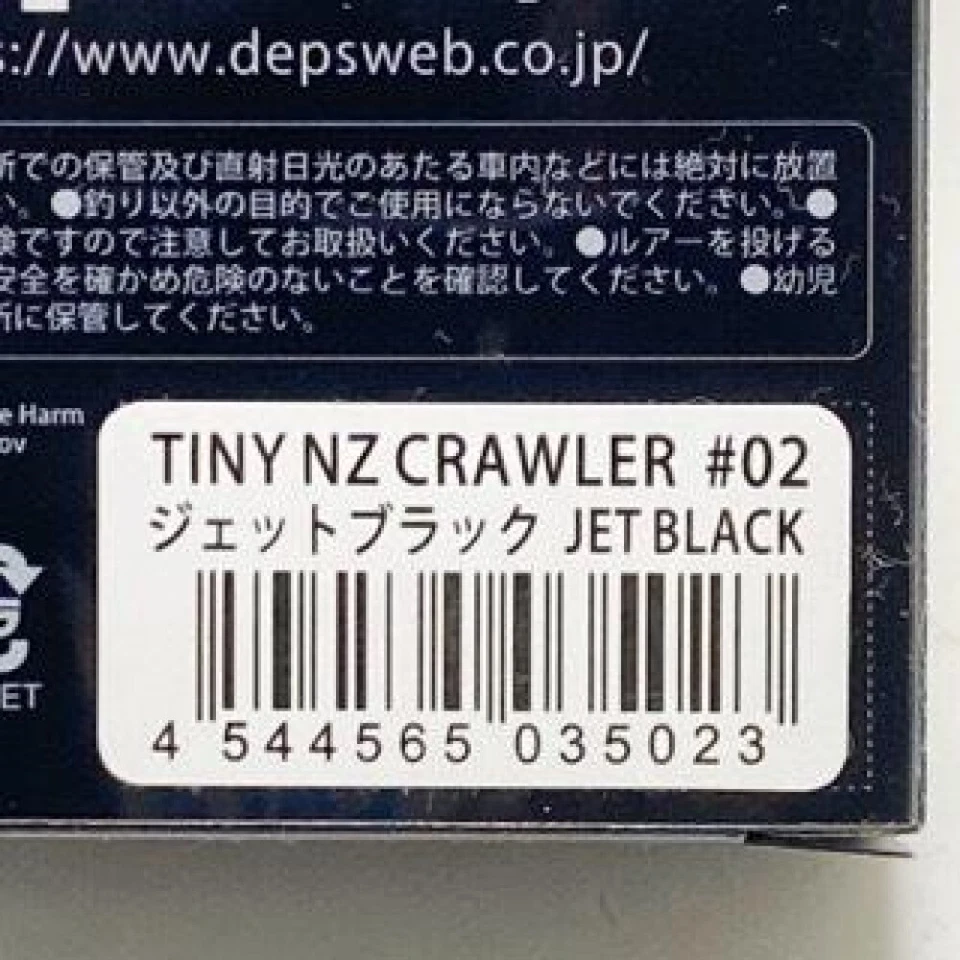 s://www.depsweb.co.jp/
所での保管及び直射日光のあたる車内などには絶対に放置
い。●釣り以外の目的でご使用にならないでください。●
険ですので注意してお取扱いください。●ルアーを投げる
安全を確かめ危険のないことを確認してください。●幼児
所に保管してください。
e Harm
ov
TINY NZ CRAWLER #02
ジェットブラック JET BLACK
4 544565 035023
ET